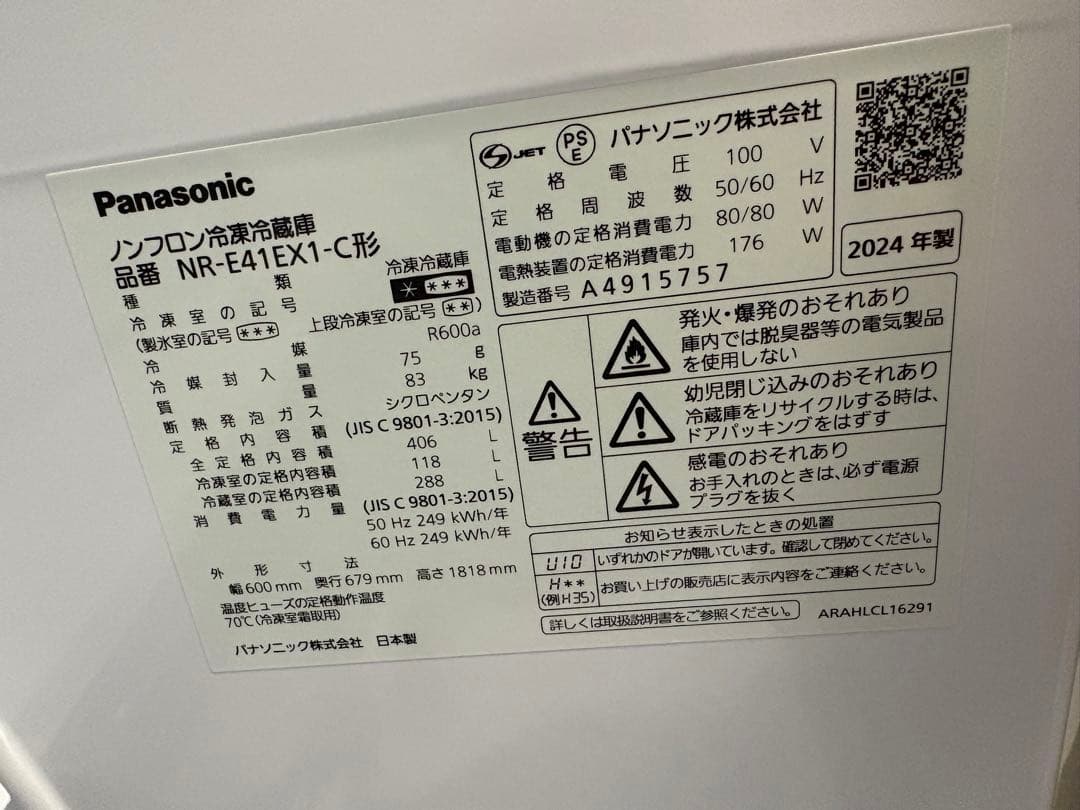 Panasonic
ノンフロン冷凍冷蔵庫
品番 NR-E41EX1-C形
種類 冷凍冷蔵庫
冷凍室の記号 ****
(製氷室の記号 *** 上段冷凍室の記号 **)
冷媒 R600a
冷媒封入量 75 g
質量 83 kg
断熱発泡ガス シクロペンタン
定格内容積 (JIS C 9801-3:2015)
全定格内容積 406 L
冷凍室の定格内容積 118 L
冷蔵室の定格内容積 288 L
消費電力量 (JIS C 9801-3:2015)
50 Hz 249 kWh/年
60 Hz 249 kWh/年
外形寸法
幅600mm 奥行679mm 高さ1818mm
温度ヒューズの定格動作温度
70℃(冷凍室霜取用)
パナソニック株式会社 日本製
S JET PSE パナソニック株式会社
定格電圧 100 V
定格周波数 50/60 Hz
電動機の定格消費電力 80/80 W
電熱装置の定格消費電力 176 W
製造番号 A4915757
2024年製
警告
発火・爆発のおそれあり
庫内では脱臭器等の電気製品
を使用しない
幼児閉じ込みのおそれあり
冷蔵庫をリサイクルする時は、
ドアパッキングをはずす
感電のおそれあり
お手入れのときは、必ず電源
プラグを抜く
お知らせ表示したときの処置
U10 いずれかのドアが開いています。確認して閉めてください。
H** (例H35) お買い上げの販売店に表示内容をご連絡ください。
詳しくは取扱説明書をご参照ください。
ARAHLCL16291